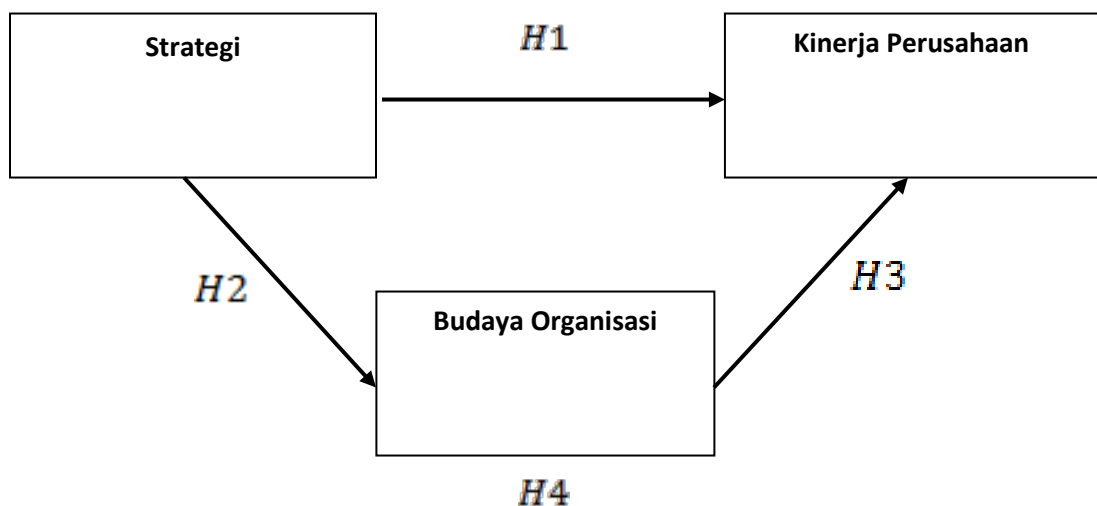 Strategi
H1
Kinerja Perusahaan
H2
H3
Budaya Organisasi
H4